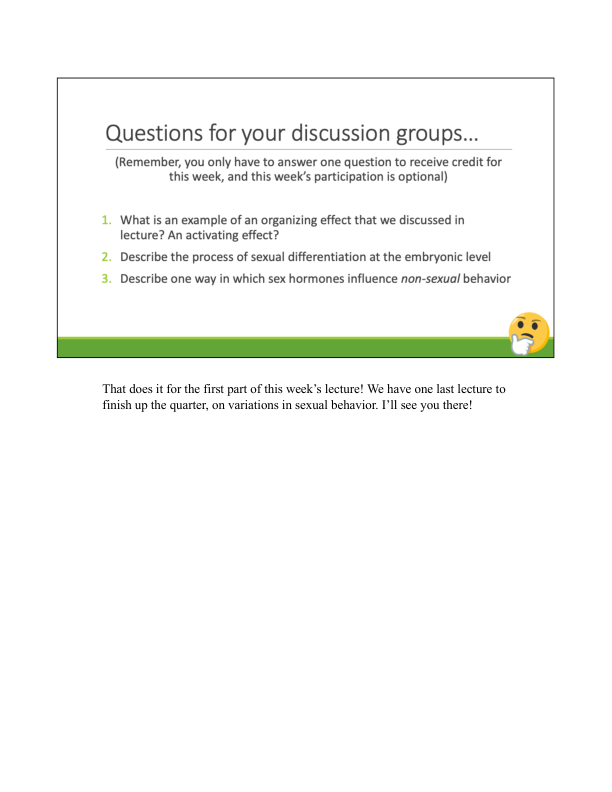 Questions for your discussion groups…
(Remember, you only have to answer one question to receive credit for
this week, and this week's participation is optional)
1. What is an example of an organizing effect that we discussed in
lecture? An activating effect?
2. Describe the process of sexual differentiation at the embryonic level
3. Describe one way in which sex hormones influence non-sexual behavior
That does it for the first part of this week’s lecture! We have one last lecture to
finish up the quarter, on variations in sexual behavior. I’ll see you there!